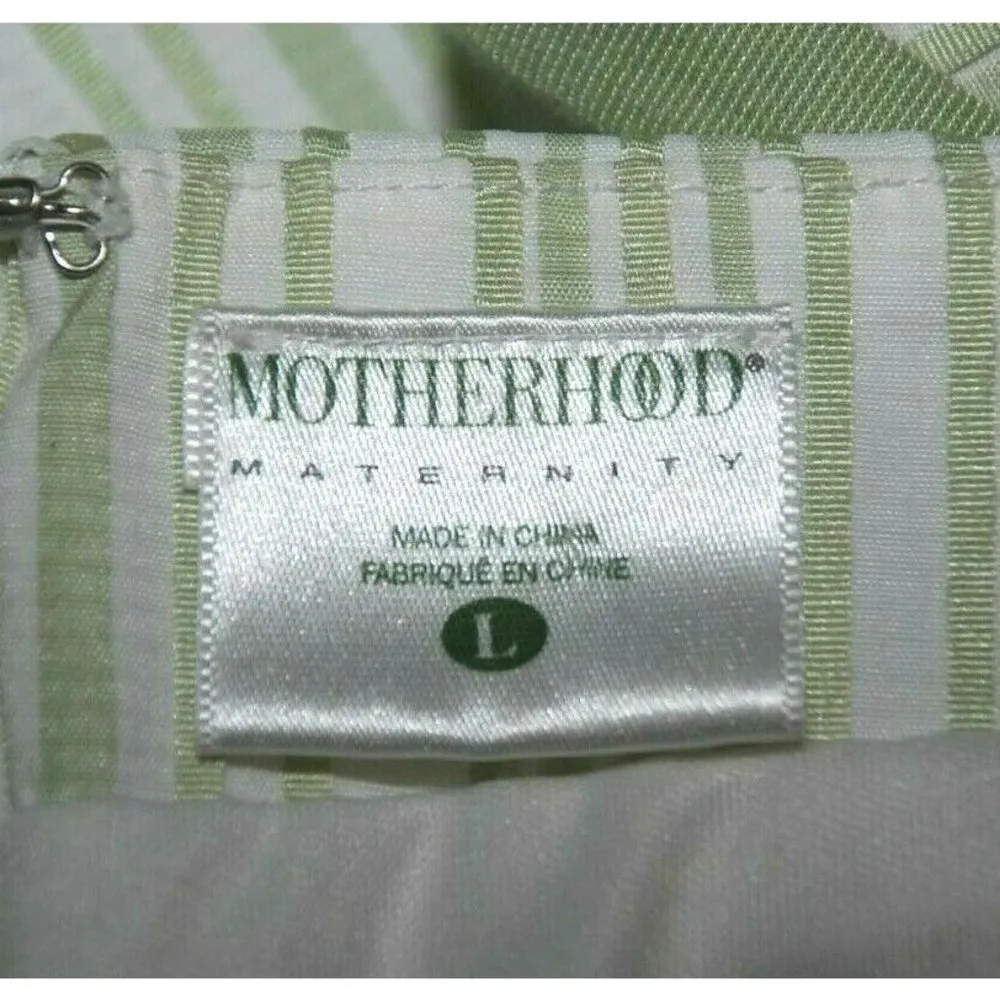 MOTHERHOOD®
MATERNITY
MADE IN CHINA
FABRIQUÉ EN CHINE
L